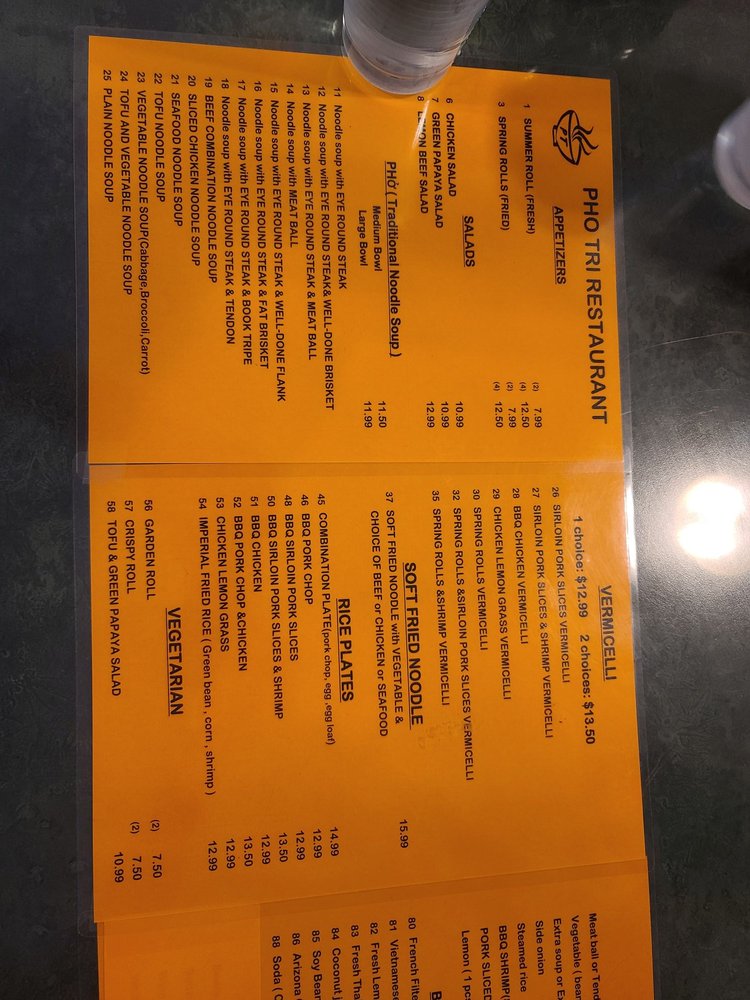 PHO TRI RESTAURANT
APPETIZERS
1 SUMMER ROLL (FRESH) (2) 7.99
(4) 12.50
3 SPRING ROLLS (FRIED) (2) 7.99
(4) 12.50
SALADS
6 CHICKEN SALAD 10.99
7 GREEN PAPAYA SALAD 10.99
8 LEMON BEEF SALAD 12.99
PHỞ ( Traditional Noodle Soup )
Medium Bowl 11.50
Large Bowl 11.99
11 Noodle soup with EYE ROUND STEAK
12 Noodle soup with EYE ROUND STEAK& WELL-DONE BRISKET
13 Noodle soup with EYE ROUND STEAK & MEAT BALL
14 Noodle soup with MEAT BALL
15 Noodle soup with EYE ROUND STEAK & WELL-DONE FLANK
16 Noodle soup with EYE ROUND STEAK & FAT BRISKET
17 Noodle soup with EYE ROUND STEAK & BOOK TRIPE
18 Noodle soup with EYE ROUND STEAK & TENDON
19 BEEF COMBINATION NOODLE SOUP
20 SLICED CHICKEN NOODLE SOUP
21 SEAFOOD NOODLE SOUP
22 TOFU NOODLE SOUP
23 VEGETABLE NOODLE SOUP(Cabbage,Broccoli,Carrot)
24 TOFU AND VEGETABLE NOODLE SOUP
25 PLAIN NOODLE SOUP
VERMICELLI
1 choice: $12.99 2 choices: $13.50
26 SIRLOIN PORK SLICES VERMICELLI
27 SIRLOIN PORK SLICES & SHRIMP VERMICELLI
28 BBQ CHICKEN VERMICELLI
29 CHICKEN LEMON GRASS VERMICELLI
30 SPRING ROLLS VERMICELLI
32 SPRING ROLLS &SIRLOIN PORK SLICES VERMICELLI
35 SPRING ROLLS &SHRIMP VERMICELLI
SOFT FRIED NOODLE
37 SOFT FRIED NOODLE with VEGETABLE & 15.99
CHOICE OF BEEF or CHICKEN or SEAFOOD
RICE PLATES
45 COMBINATION PLATE(pork chop, egg ,egg loaf) 14.99
46 BBQ PORK CHOP 12.99
48 BBQ SIRLOIN PORK SLICES 12.99
50 BBQ SIRLOIN PORK SLICES & SHRIMP 13.50
51 BBQ CHICKEN 12.99
52 BBQ PORK CHOP &CHICKEN 13.50
53 CHICKEN LEMON GRASS 12.99
54 IMPERIAL FRIED RICE ( Green bean , corn , shrimp ) 12.99
VEGETARIAN
56 GARDEN ROLL (2) 7.50
57 CRISPY ROLL (2) 7.50
58 TOFU & GREEN PAPAYA SALAD 10.99
Meat ball or Tend
Vegetable ( bean
Extra soup or Ex
Side onion
Steamed rice
BBQ SHRIMP(
PORK SLICED
Lemon ( 1 pc
B
80 French Filte
81 Vietnamese
82 Fresh Lem
83 Fresh Tha
84 Coconut j
85 Soy Bean
86 Arizona
88 Soda ( C